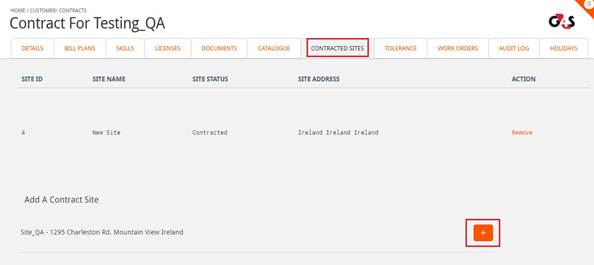 HOME / CUSTOMER/ CONTRACTS
0
Contract For Testing_QA
G4S
DETAILS BILL PLANS SKILLS LICENSES DOCUMENTS CATALOGUE CONTRACTED SITES TOLERANCE WORK ORDERS AUDIT LOG HOLIDAYS
SITE ID SITE NAME SITE STATUS SITE ADDRESS ACTION
4 New Site Contracted Ireland Ireland Ireland Remove
Add A Contract Site
Site_QA - 1295 Charleston Rd. Mountain View Ireland +